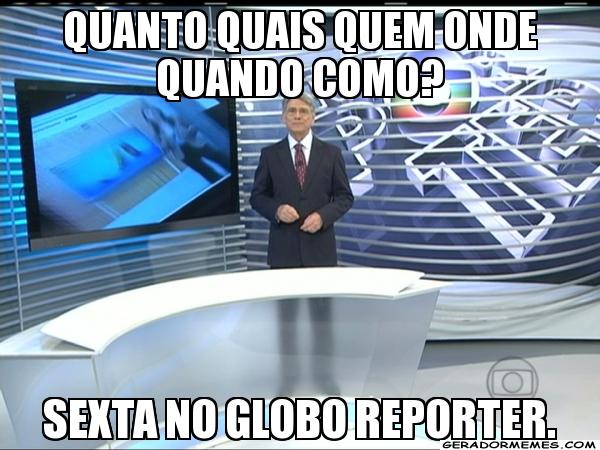 QUANTO QUAIS QUEM ONDE
QUANDO COMO?
SEXTA NO GLOBO REPORTER.
GERADORMEMES.COM